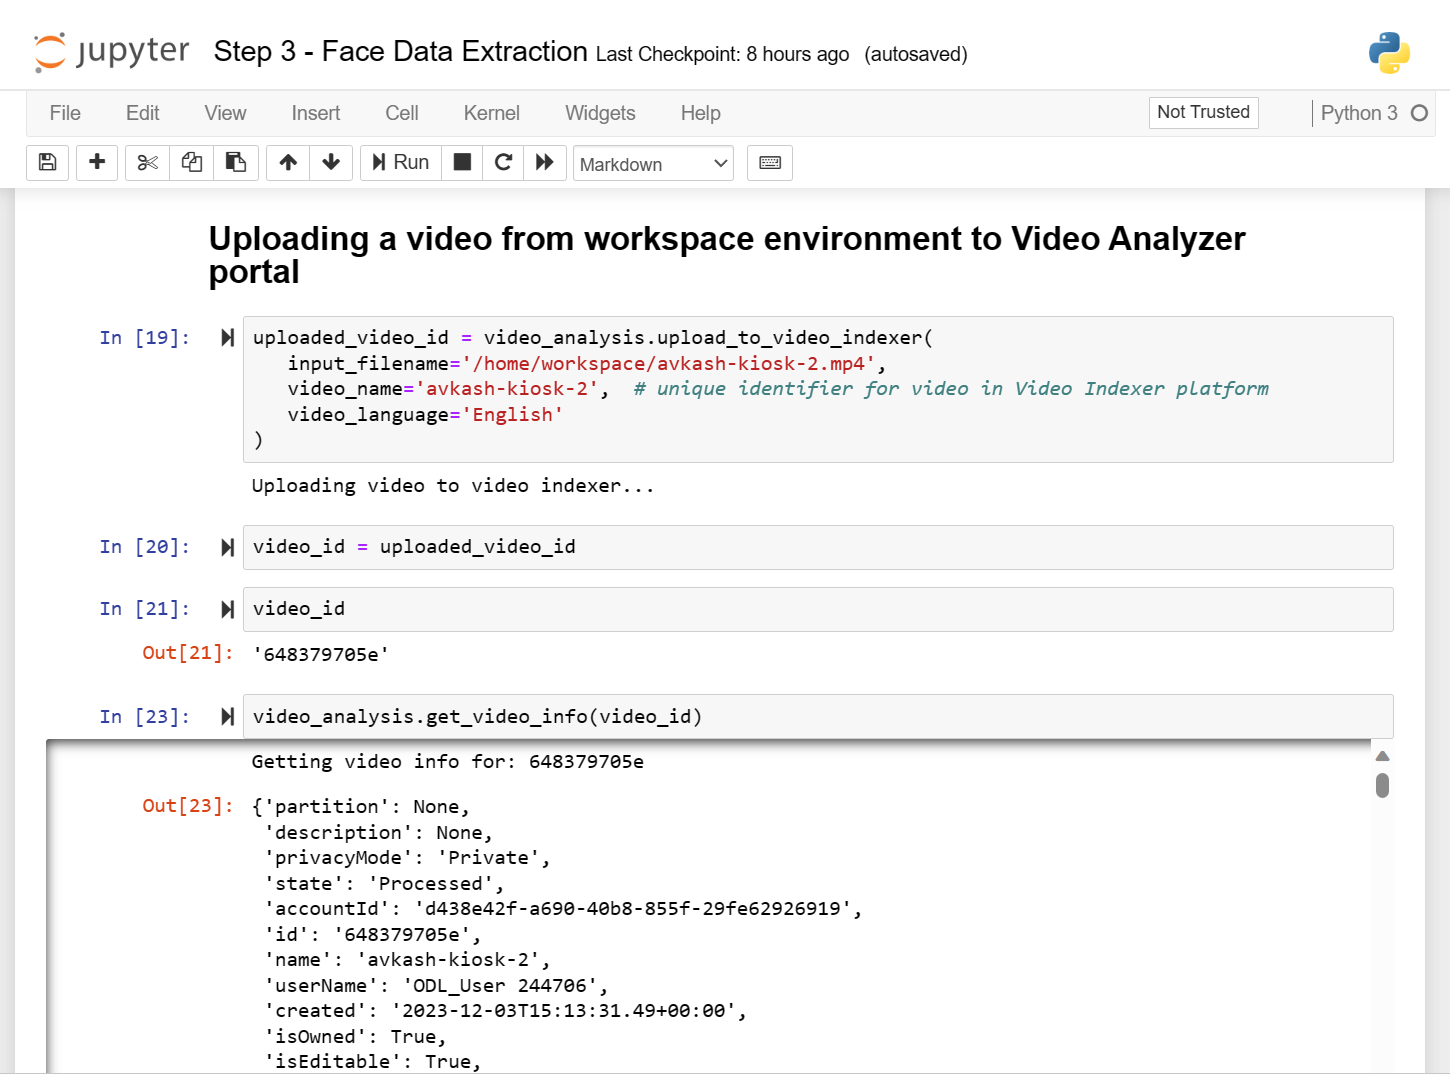 jupyter Step 3 - Face Data Extraction Last Checkpoint: 8 hours ago (autosaved)
File Edit View Insert Cell Kernel Widgets Help Not Trusted Python 3
Run Markdown
Uploading a video from workspace environment to Video Analyzer
portal
In [19]: uploaded_video_id = video_analysis.upload_to_video_indexer(
input_filename='/home/workspace/avkash-kiosk-2.mp4',
video_name='avkash-kiosk-2', # unique identifier for video in Video Indexer platform
video_language='English'
)
Uploading video to video indexer...
In [20]: video_id = uploaded_video_id
In [21]: video_id
Out[21]: '648379705e'
In [23]: video_analysis.get_video_info(video_id)
Getting video info for: 648379705e
Out[23]: {'partition': None,
'description': None,
'privacyMode': 'Private',
'state': 'Processed',
'accountId': 'd438e42f-a690-40b8-855f-29fe62926919',
'id': '648379705e',
'name': 'avkash-kiosk-2',
'userName': 'ODL_User 244706',
'created': '2023-12-03T15:13:31.49+00:00',
'isOwned': True,
'isEditable': True,